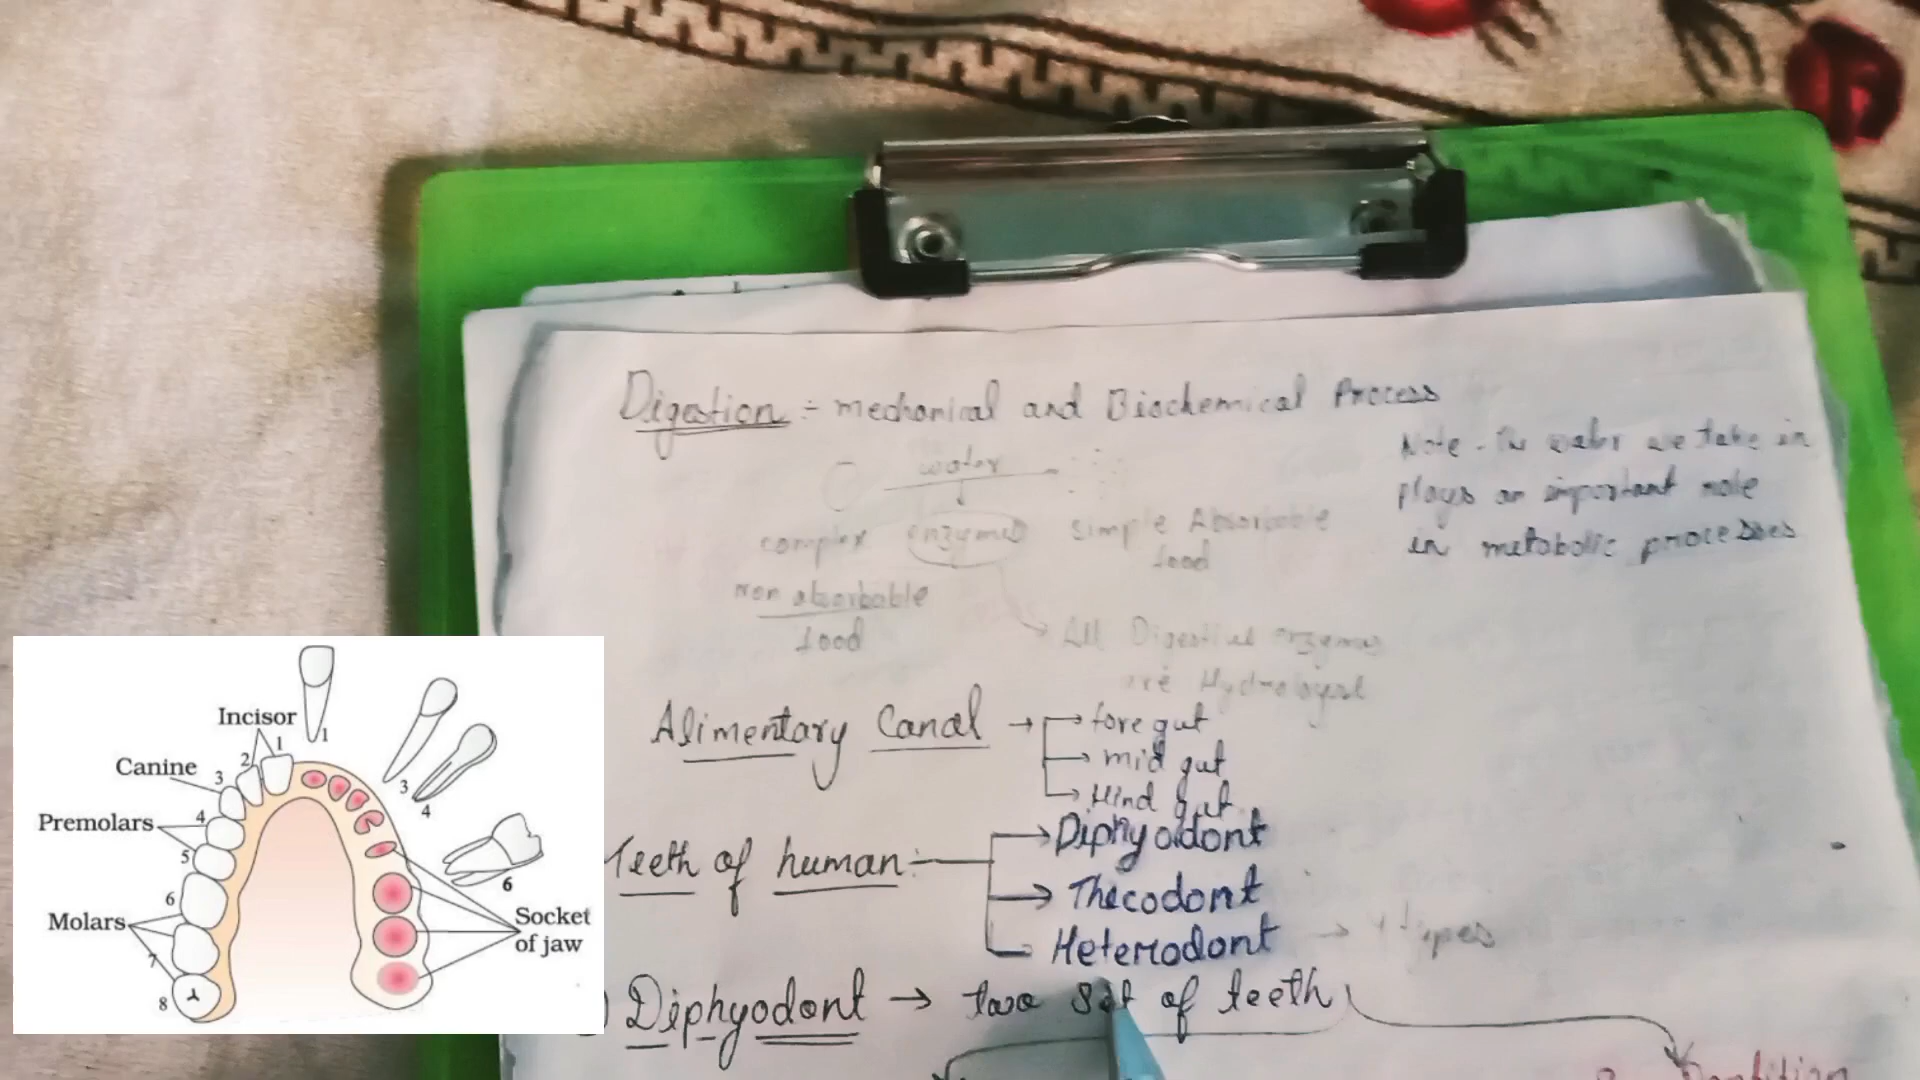 Digestion :- mechanical and Biochemical Process
Note - The water we take in
plays an important role
in metabolic processes
water
complex enzymes simple Absorbable
food
non absorbable
food
All Digestive enzymes
are
Alimentary Canal → fore gut
→ mid gut
→ Hind gut
Teeth of human :- → Diphyodont
→ Thecodont
Heterodont → types
Diphyodont → two set of teeth
Dentition
Incisor
1
1
2
Canine
3
3
4
Premolars
4
5
6
6
Molars
7
8
Socket
of jaw